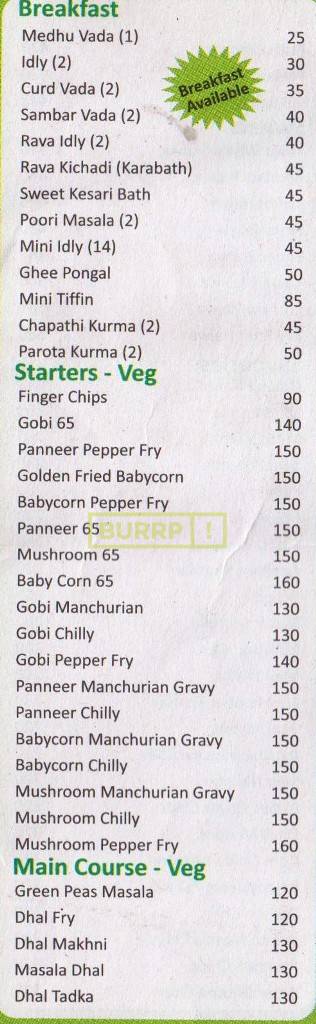 Breakfast
Medhu Vada (1) 25
Idly (2) 30
Curd Vada (2) 35
Breakfast
Available
Sambar Vada (2) 40
Rava Idly (2) 40
Rava Kichadi (Karabath) 45
Sweet Kesari Bath 45
Poori Masala (2) 45
Mini Idly (14) 45
Ghee Pongal 50
Mini Tiffin 85
Chapathi Kurma (2) 45
Parota Kurma (2) 50
Starters - Veg
Finger Chips 90
Gobi 65 140
Panneer Pepper Fry 150
Golden Fried Babycorn 150
Babycorn Pepper Fry 150
Panneer 65 150
BURRP!
Mushroom 65 150
Baby Corn 65 160
Gobi Manchurian 130
Gobi Chilly 130
Gobi Pepper Fry 140
Panneer Manchurian Gravy 150
Panneer Chilly 150
Babycorn Manchurian Gravy 150
Babycorn Chilly 150
Mushroom Manchurian Gravy 150
Mushroom Chilly 150
Mushroom Pepper Fry 160
Main Course - Veg
Green Peas Masala 120
Dhal Fry 120
Dhal Makhni 130
Masala Dhal 130
Dhal Tadka 130